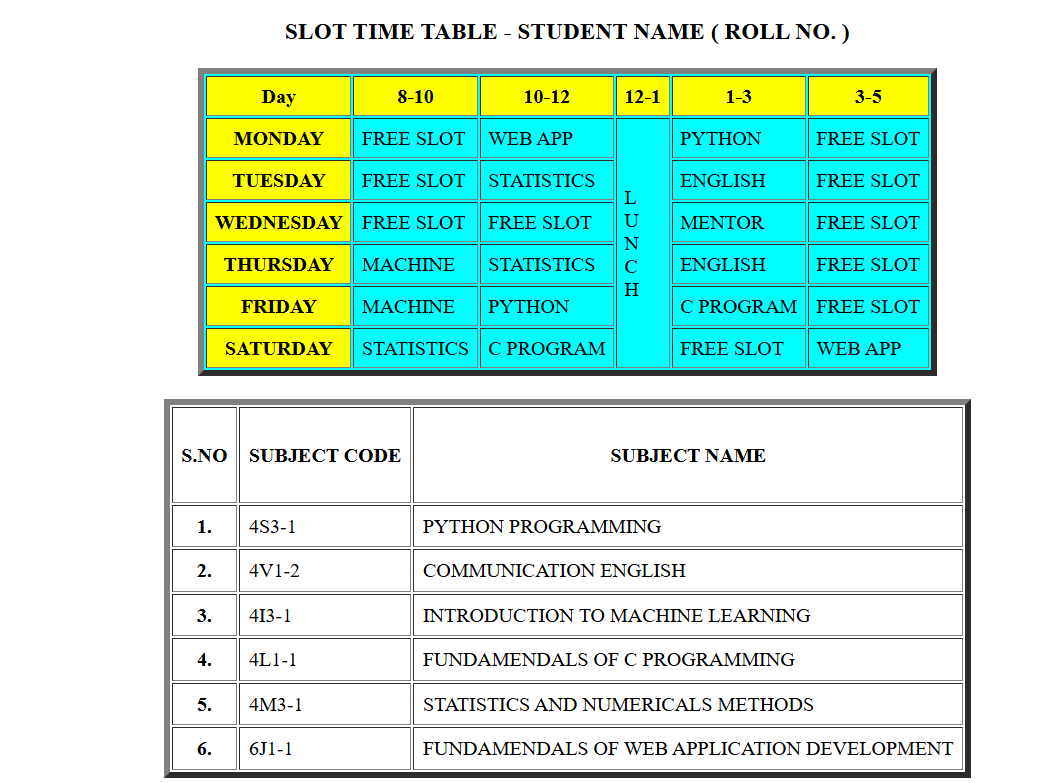 SLOT TIME TABLE - STUDENT NAME ( ROLL NO. )
Day 8-10 10-12 12-1 1-3 3-5
MONDAY FREE SLOT WEB APP PYTHON FREE SLOT
TUESDAY FREE SLOT STATISTICS ENGLISH FREE SLOT
WEDNESDAY FREE SLOT FREE SLOT MENTOR FREE SLOT
THURSDAY MACHINE STATISTICS ENGLISH FREE SLOT
FRIDAY MACHINE PYTHON C PROGRAM FREE SLOT
SATURDAY STATISTICS C PROGRAM FREE SLOT WEB APP
L
U
N
C
H
S.NO SUBJECT CODE SUBJECT NAME
1. 4S3-1 PYTHON PROGRAMMING
2. 4V1-2 COMMUNICATION ENGLISH
3. 4I3-1 INTRODUCTION TO MACHINE LEARNING
4. 4L1-1 FUNDAMENDALS OF C PROGRAMMING
5. 4M3-1 STATISTICS AND NUMERICALS METHODS
6. 6J1-1 FUNDAMENDALS OF WEB APPLICATION DEVELOPMENT